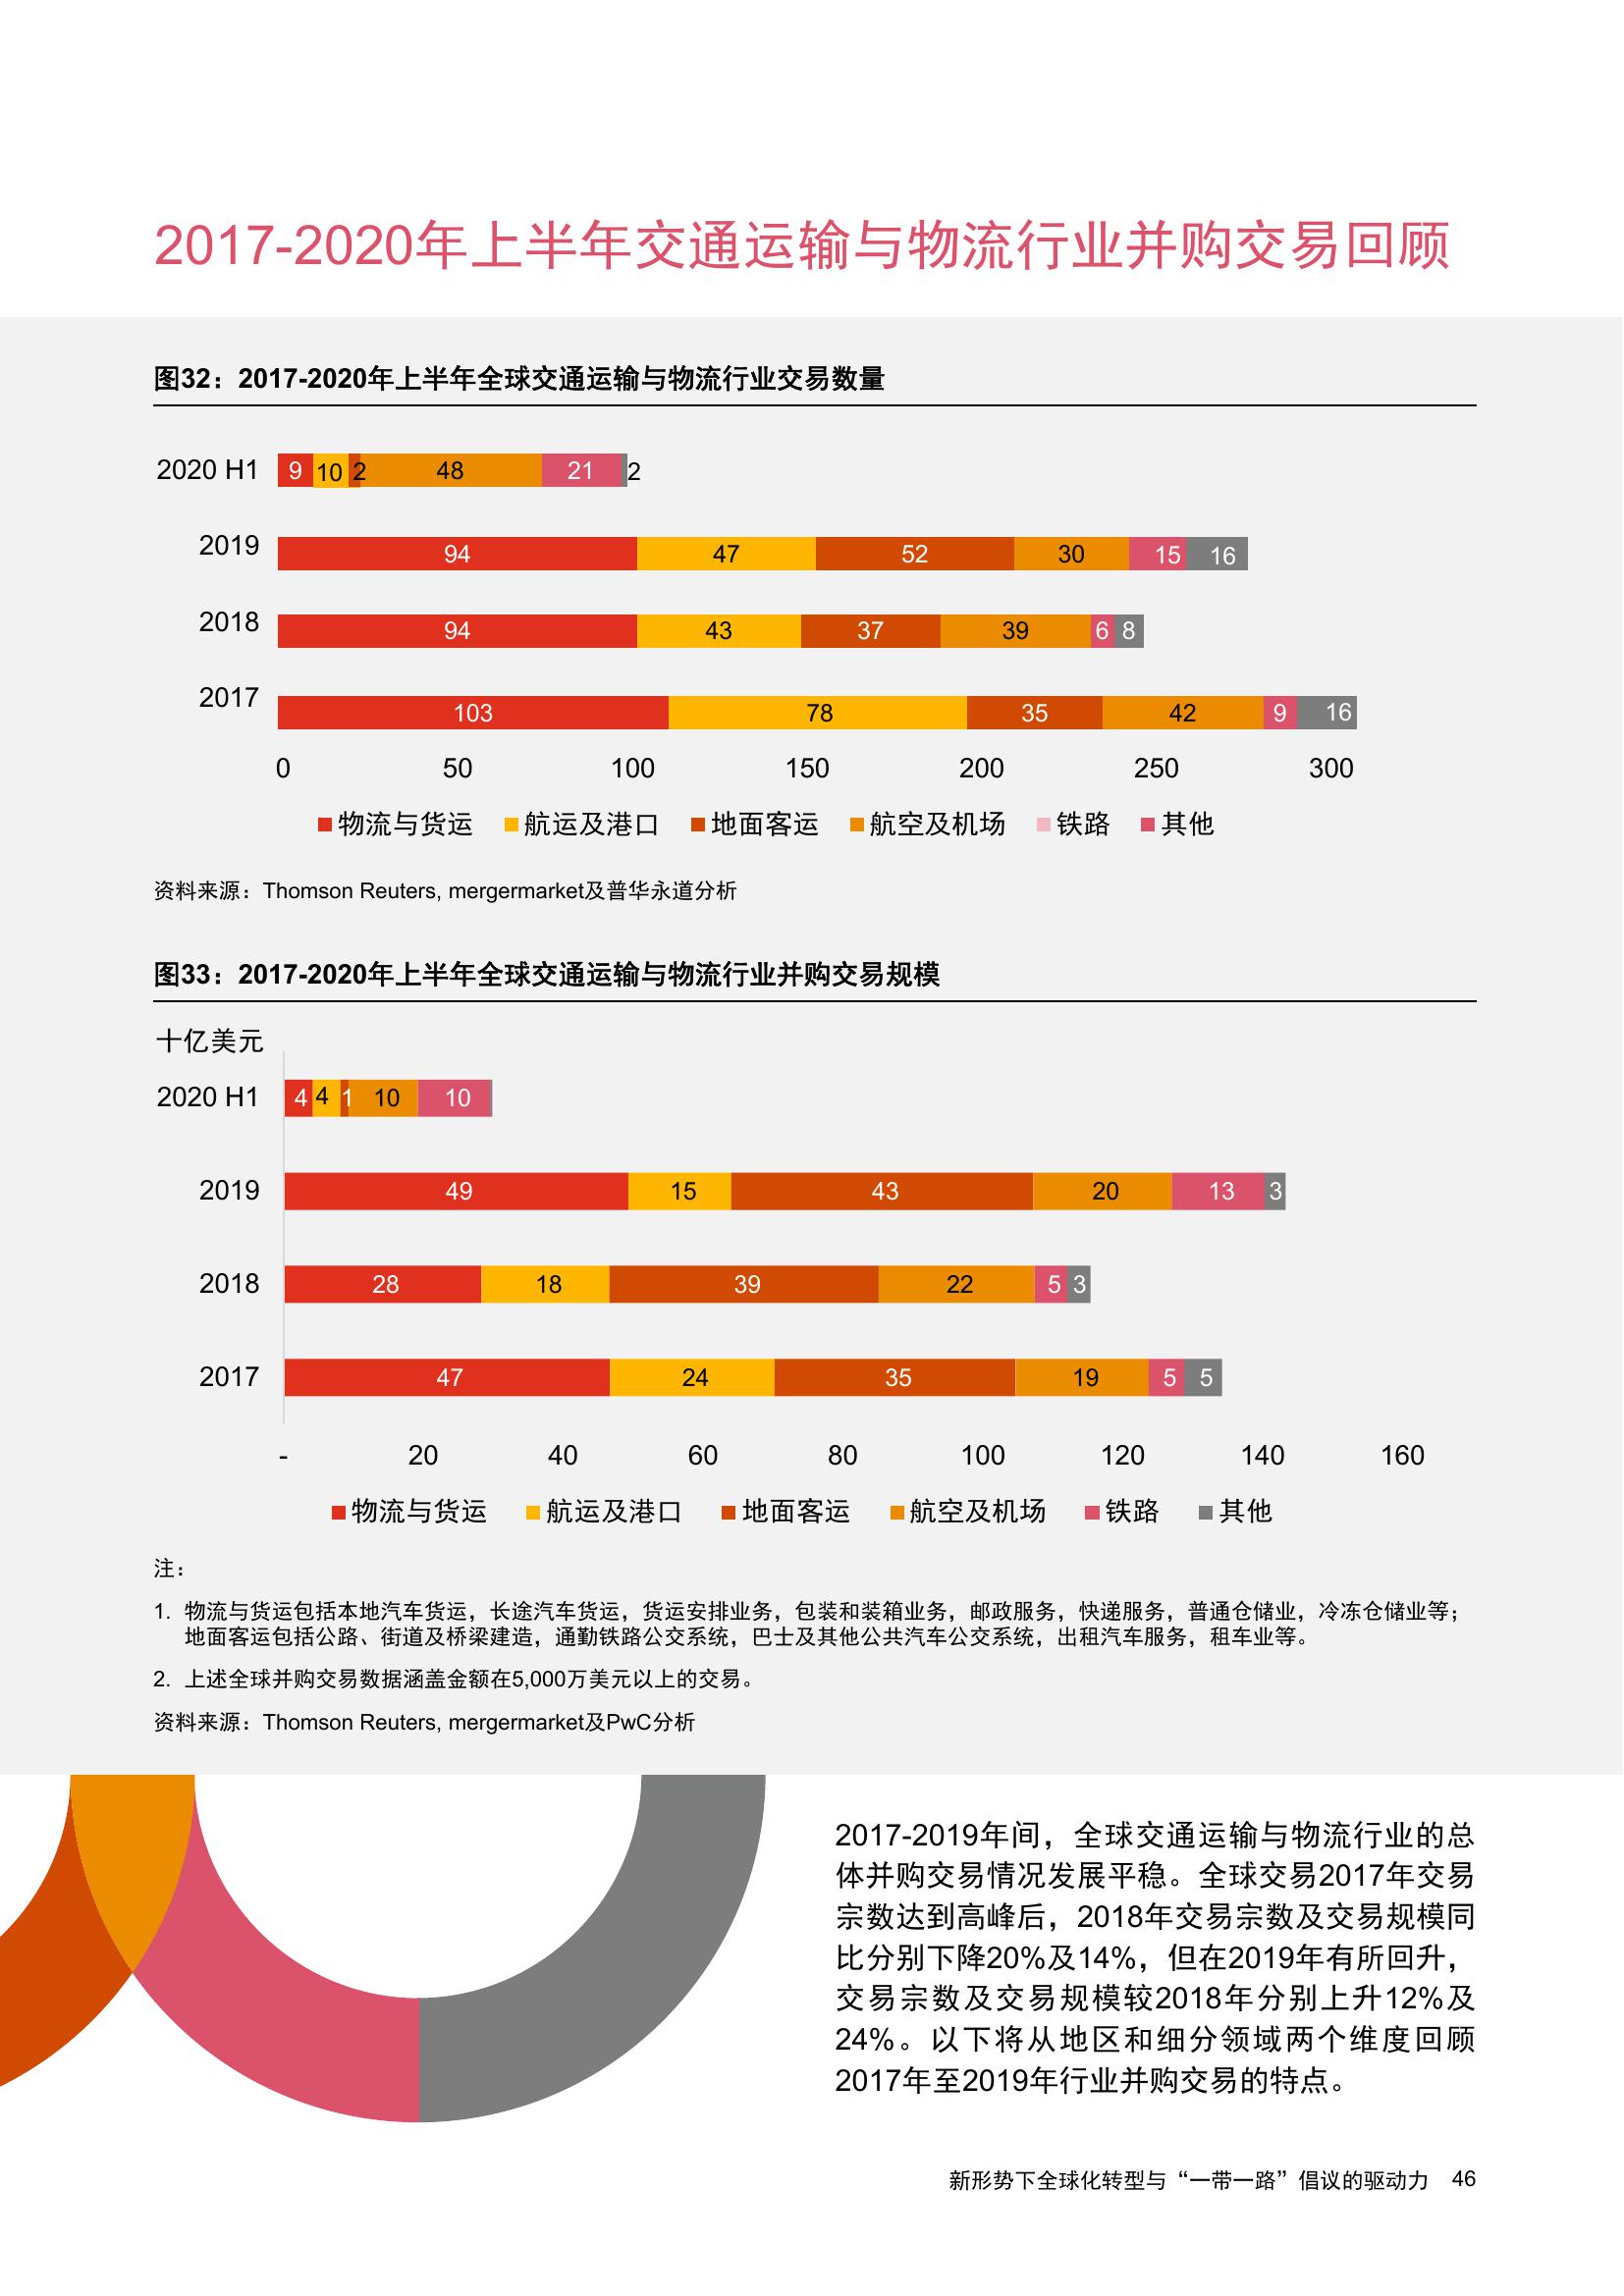 2017-2020年上半年交通运输与物流行业并购交易回顾
图32：2017-2020年上半年全球交通运输与物流行业交易数量
2020 H1 9 10 2 48 21 2
2019 94 47 52 30 15 16
2018 94 43 37 39 6 8
2017 103 78 35 42 9 16
0 50 100 150 200 250 300
物流与货运 航运及港口 地面客运 航空及机场 铁路 其他
资料来源：Thomson Reuters, mergermarket及普华永道分析
图33：2017-2020年上半年全球交通运输与物流行业并购交易规模
十亿美元
2020 H1 4 4 1 10 10
2019 49 15 43 20 13 3
2018 28 18 39 22 5 3
2017 47 24 35 19 5 5
- 20 40 60 80 100 120 140 160
物流与货运 航运及港口 地面客运 航空及机场 铁路 其他
注：
1. 物流与货运包括本地汽车货运，长途汽车货运，货运安排业务，包装和装箱业务，邮政服务，快递服务，普通仓储业，冷冻仓储业等；
地面客运包括公路、街道及桥梁建造，通勤铁路公交系统，巴士及其他公共汽车公交系统，出租汽车服务，租车业等。
2. 上述全球并购交易数据涵盖金额在5,000万美元以上的交易。
资料来源：Thomson Reuters, mergermarket及PwC分析
2017-2019年间，全球交通运输与物流行业的总
体并购交易情况发展平稳。全球交易2017年交易
宗数达到高峰后，2018年交易宗数及交易规模同
比分别下降20%及14%，但在2019年有所回升，
交易宗数及交易规模较2018年分别上升12%及
24%。以下将从地区和细分领域两个维度回顾
2017年至2019年行业并购交易的特点。
新形势下全球化转型与“一带一路”倡议的驱动力 46